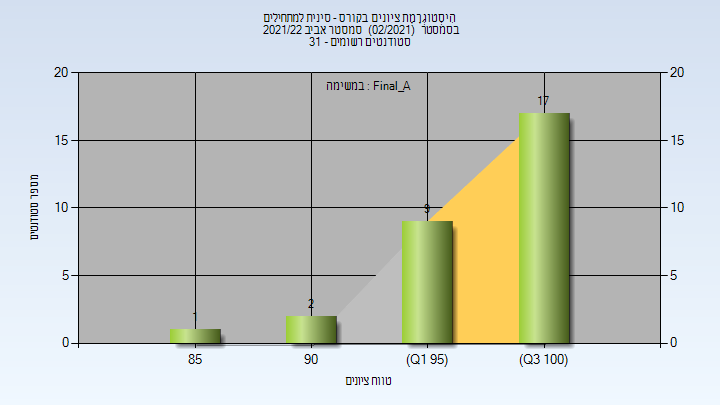 היסטוגרמת ציונים בקורס - סינית למתחילים
בסמסטר (02/2021) סמסטר אביב 2021/22
סטודנטים רשומים - 31
במשימה : Final_A
מספר סטודנטים
20
15
10
5
0
20
15
10
5
0
1
2
9
17
85
90
(Q1 95)
(Q3 100)
טווח ציונים